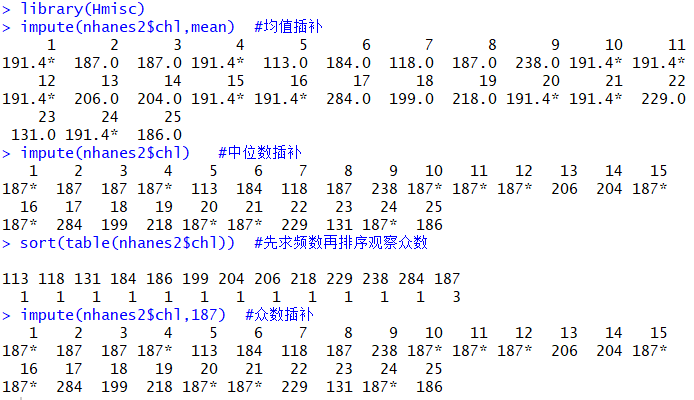 > library(Hmisc)
> impute(nhanes2$chl,mean)  #均值插补
1 2 3 4 5 6 7 8 9 10 11
191.4* 187.0 187.0 191.4* 113.0 184.0 118.0 187.0 238.0 191.4* 191.4*
12 13 14 15 16 17 18 19 20 21 22
191.4* 206.0 204.0 191.4* 191.4* 284.0 199.0 218.0 191.4* 191.4* 229.0
23 24 25
131.0 191.4* 186.0
> impute(nhanes2$chl)   #中位数插补
1 2 3 4 5 6 7 8 9 10 11 12 13 14 15
187* 187 187 187* 113 184 118 187 238 187* 187* 187* 206 204 187*
16 17 18 19 20 21 22 23 24 25
187* 284 199 218 187* 187* 229 131 187* 186
> sort(table(nhanes2$chl))  #先求频数再排序观察众数
113 118 131 184 186 199 204 206 218 229 238 284 187
1 1 1 1 1 1 1 1 1 1 1 1 3
> impute(nhanes2$chl,187)  #众数插补
1 2 3 4 5 6 7 8 9 10 11 12 13 14 15
187* 187 187 187* 113 184 118 187 238 187* 187* 187* 206 204 187*
16 17 18 19 20 21 22 23 24 25
187* 284 199 218 187* 187* 229 131 187* 186